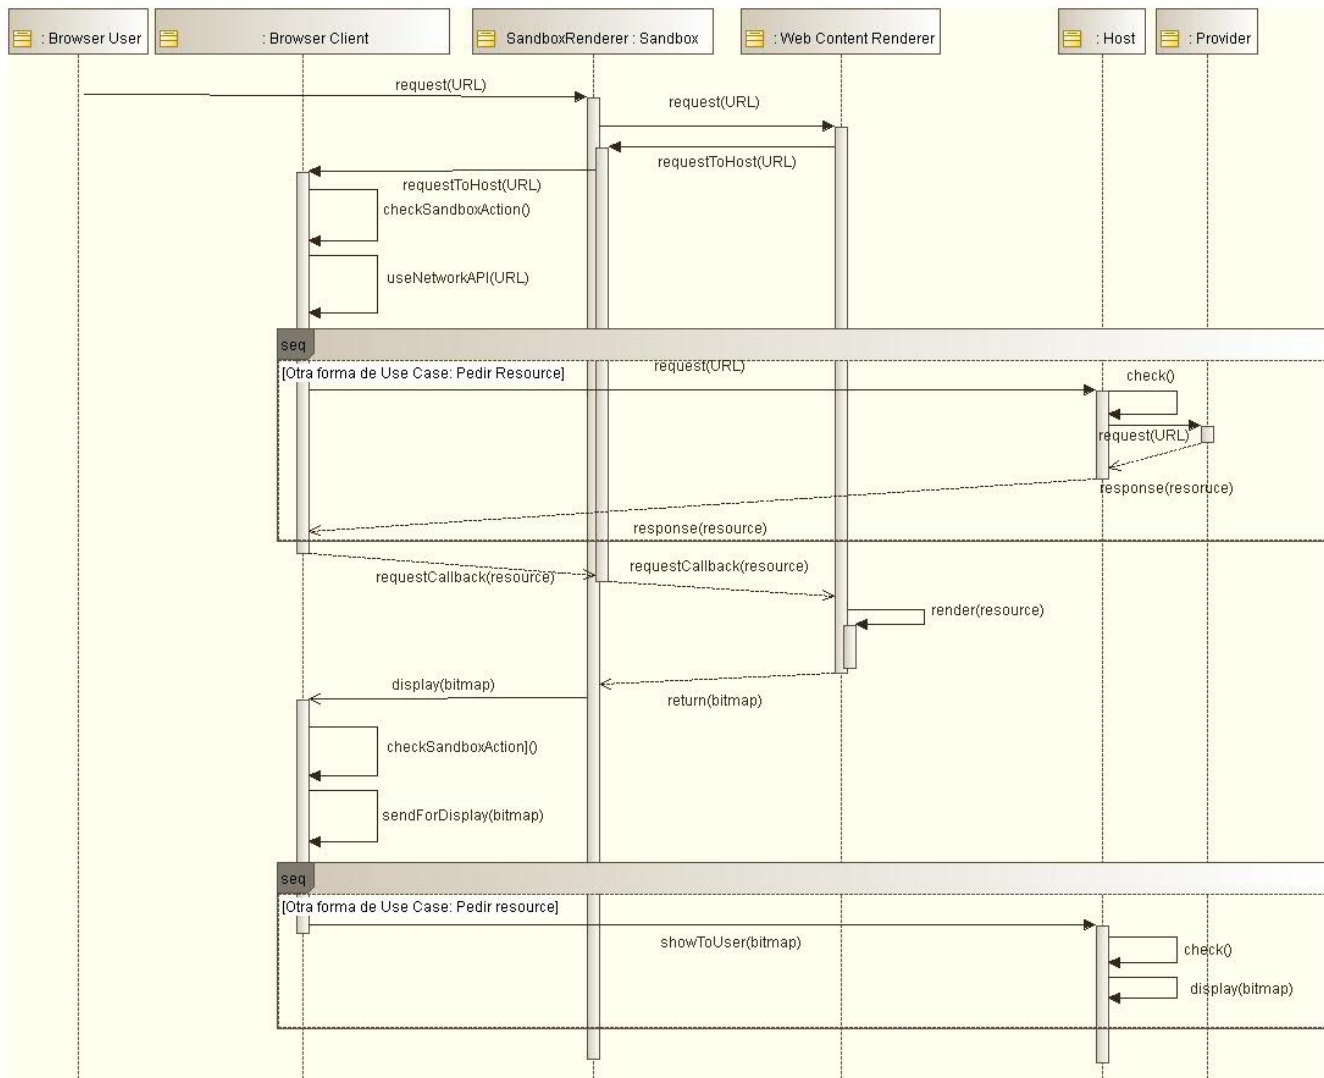 : Browser User
: Browser Client
SandboxRenderer : Sandbox
: Web Content Renderer
: Host
: Provider
request(URL)
request(URL)
requestToHost(URL)
requestToHost(URL)
checkSandboxAction()
useNetworkAPI(URL)
seq
[Otra forma de Use Case: Pedir Resource]
request(URL)
check()
request(URL)
response(resoruce)
response(resource)
requestCallback(resource)
requestCallback(resource)
render(resource)
display(bitmap)
return(bitmap)
checkSandboxAction]()
sendForDisplay(bitmap)
seq
[Otra forma de Use Case: Pedir resource]
showToUser(bitmap)
check()
display(bitmap)